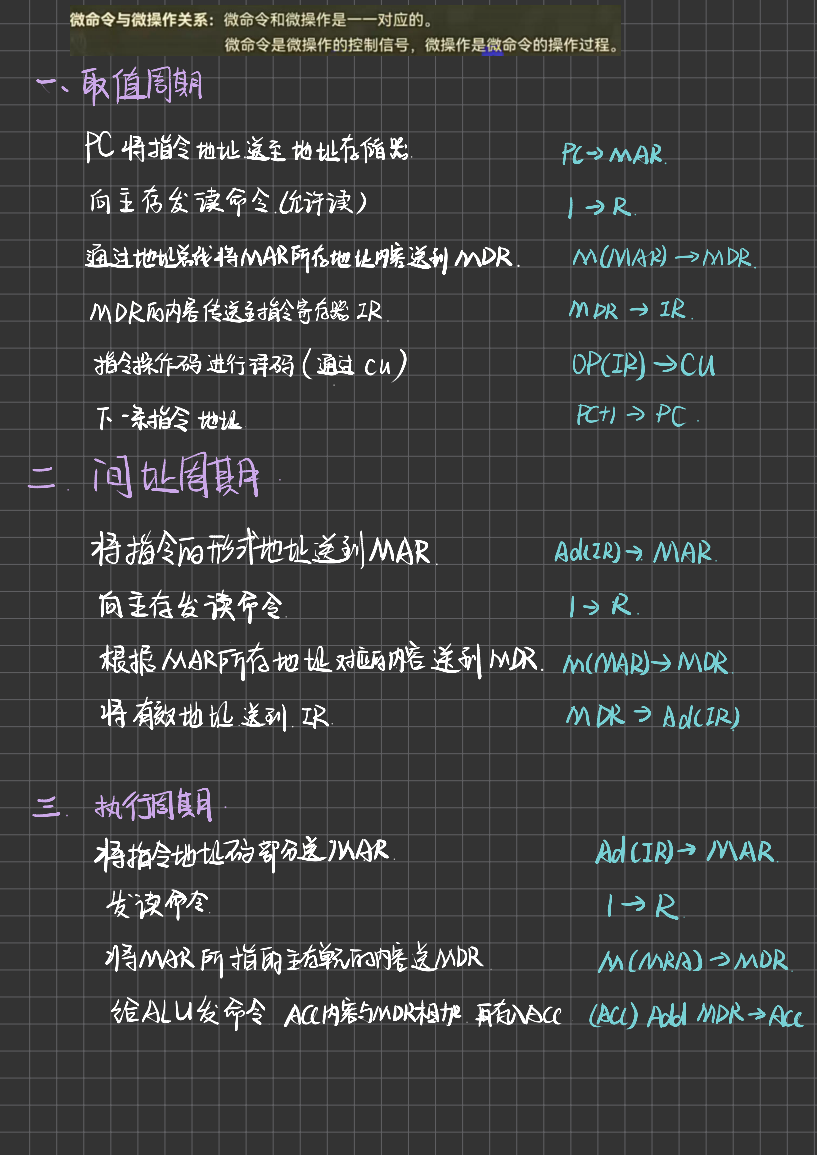 微命令与微操作关系：微命令和微操作是一一对应的。
微命令是微操作的控制信号，微操作是微命令的操作过程。
一、取值周期
PC将指令地址送至地址存储器 PC→MAR.
向主存发读命令.(允许读) 1→R.
通过地址总线将MAR所存地址内容送到MDR. M(MAR)→MDR.
MDR的内容传送至指令寄存器IR. MDR→IR.
指令操作码进行译码(通过CU) OP(IR)→CU
下一条指令地址 PC+1→PC.
二. 间址周期.
将指令的形式地址送到MAR. Ad(IR)→MAR.
向主存发读命令. 1→R.
根据MAR所存地址对应的内容送到MDR. M(MAR)→MDR.
将有效地址送到IR. MDR→Ad(IR)
三. 执行周期.
将指令地址码部分送MAR. Ad(IR)→MAR.
发读命令. 1→R.
将MAR所指的主存单元的内容送MDR M(MRA)→MDR.
给ALU发命令 ACC内容与MDR相加.再存入ACC (ACC) Add MDR→Acc